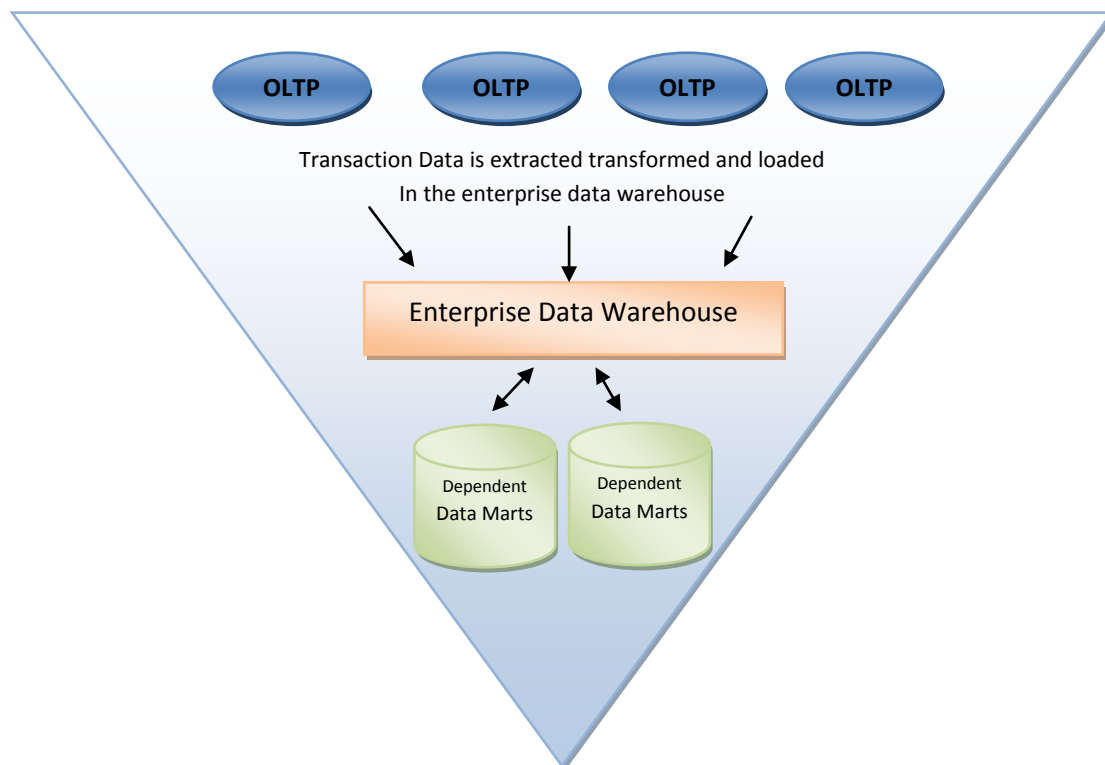 OLTP OLTP OLTP OLTP
Transaction Data is extracted transformed and loaded
In the enterprise data warehouse
Enterprise Data Warehouse
Dependent
Data Marts
Dependent
Data Marts